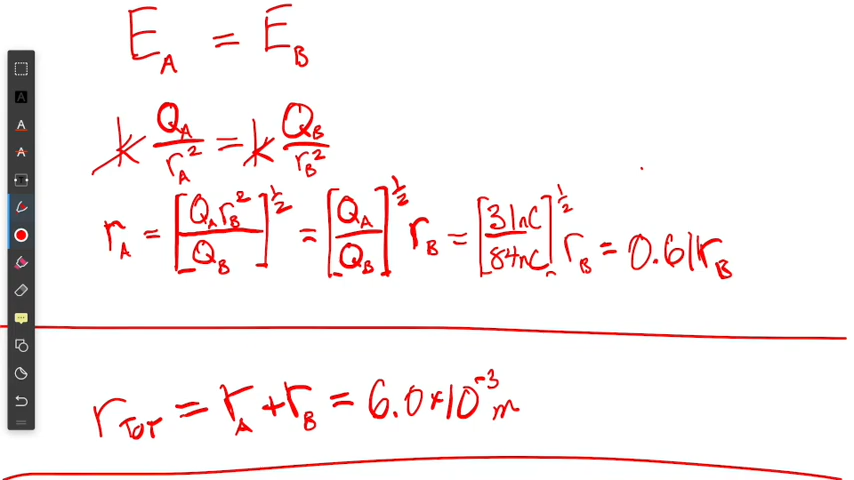 E_A = E_B
k Q_A/r_A^2 = k Q_B/r_B^2
r_A = [Q_A r_B^2/Q_B]^1/2 = [Q_A/Q_B]^1/2 r_B = [31nC/84nC]^1/2 r_B = 0.61 r_B
r_TOT = r_A + r_B = 6.0 × 10^-3 m